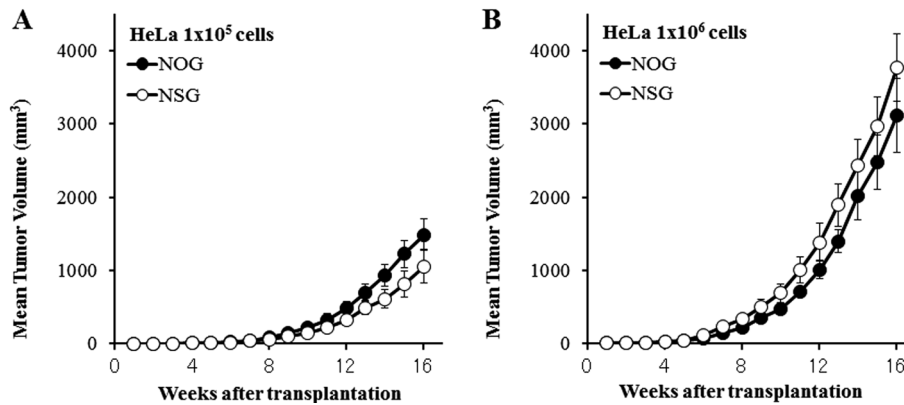 A
HeLa 1x10⁵ cells
NOG
NSG
Mean Tumor Volume (mm³)
4000
3000
2000
1000
0
0 4 8 12 16
Weeks after transplantation
B
HeLa 1x10⁶ cells
NOG
NSG
Mean Tumor Volume (mm³)
4000
3000
2000
1000
0
0 4 8 12 16
Weeks after transplantation